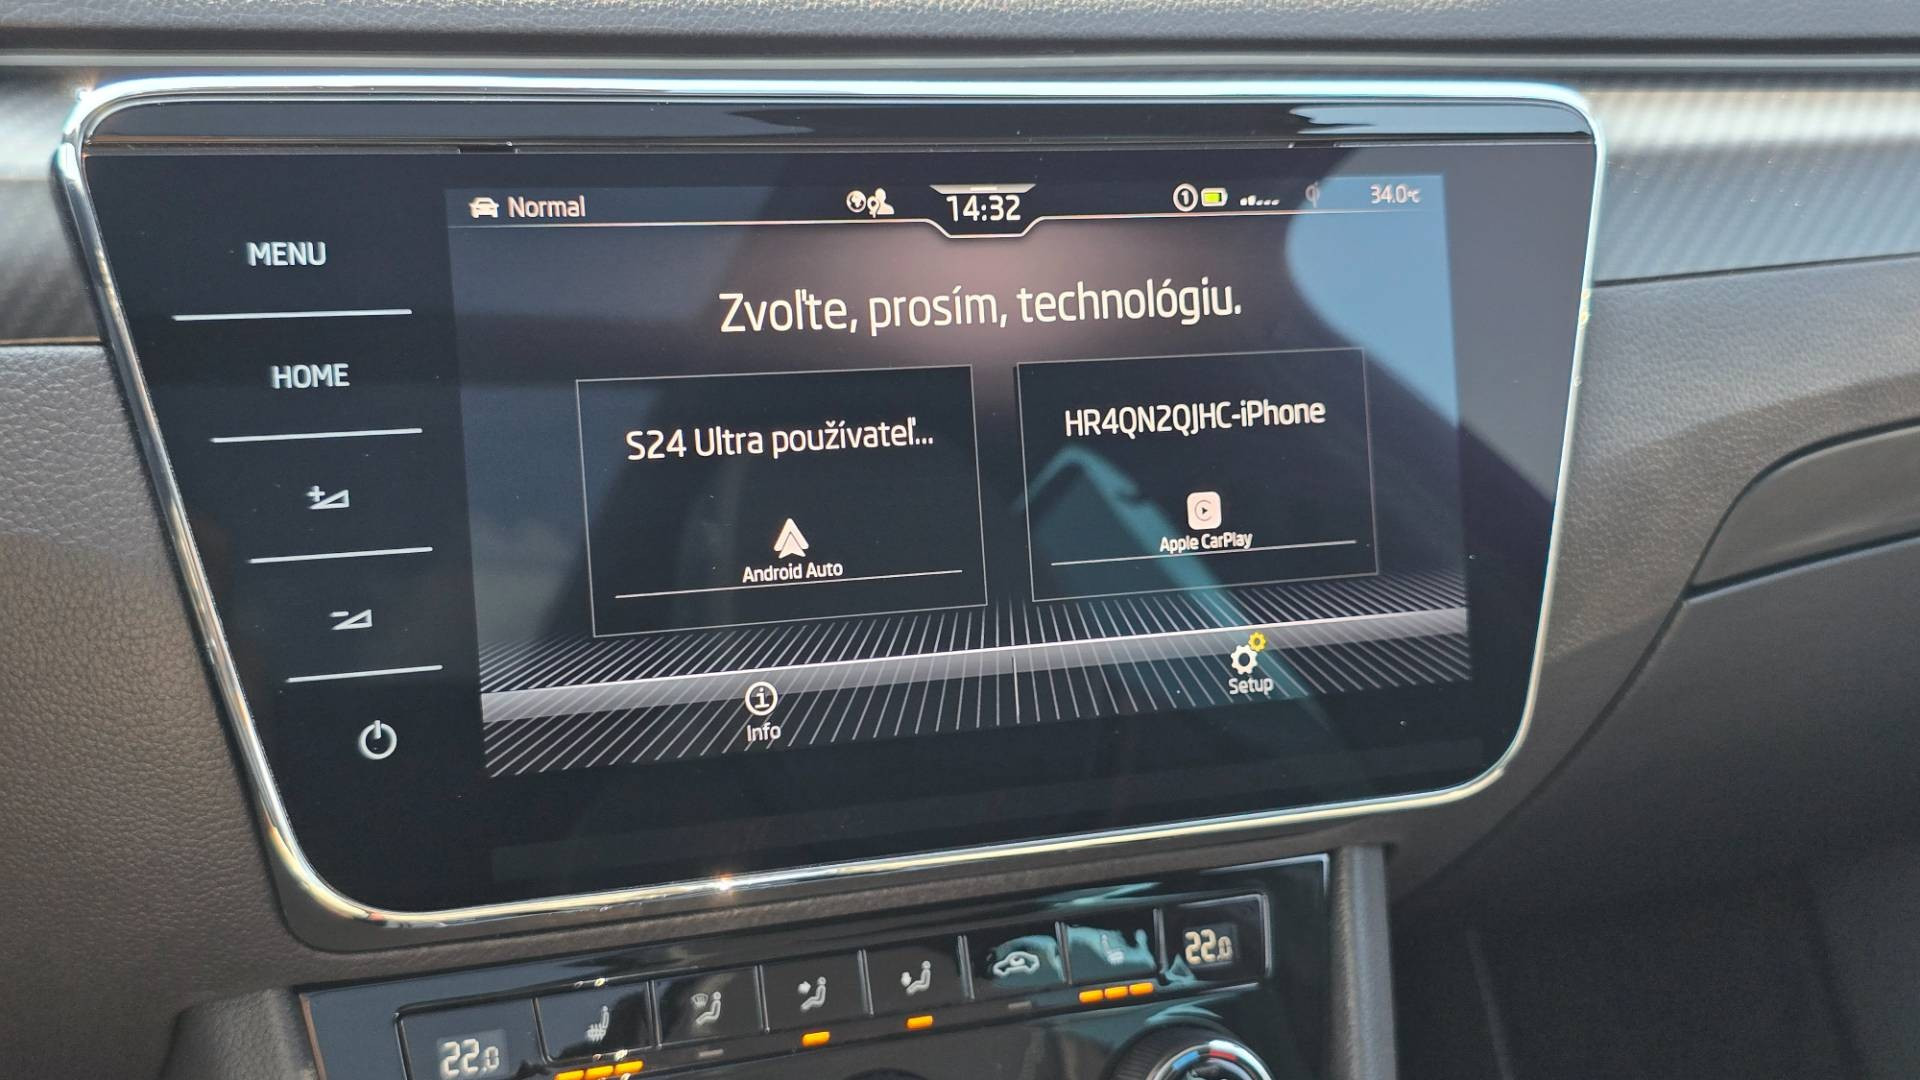 Normal
14:32
1
34.0°C
MENU
HOME
Zvoľte, prosím, technológiu.
S24 Ultra používateľ...
Android Auto
HR4QN2QJHC-iPhone
Apple CarPlay
Info
Setup
22.0
22.0